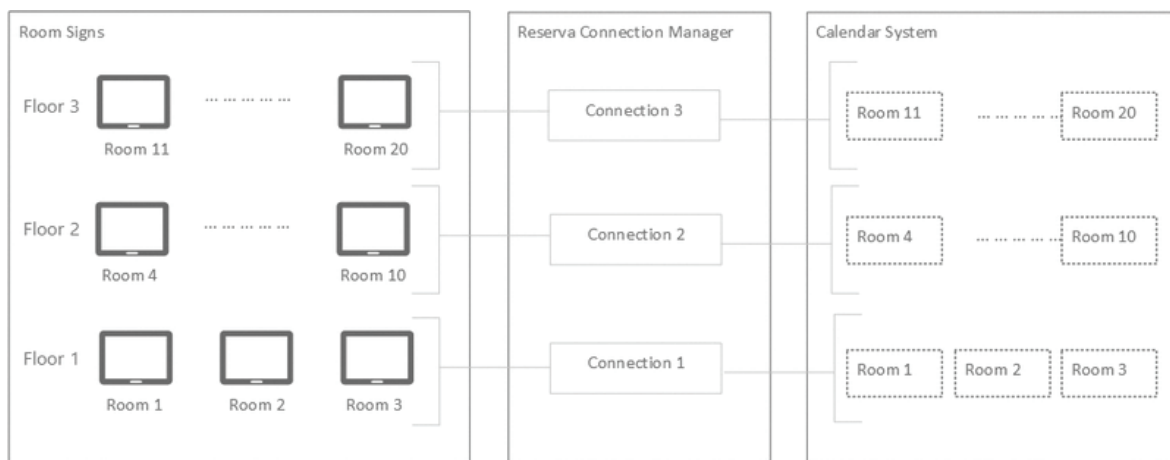 Room Signs
Reserva Connection Manager
Calendar System
Floor 3
… … … … …
Room 11
Room 20
Connection 3
Room 11
… … … … …
Room 20
Floor 2
… … … … …
Room 4
Room 10
Connection 2
Room 4
… … … … …
Room 10
Floor 1
Room 1
Room 2
Room 3
Connection 1
Room 1
Room 2
Room 3